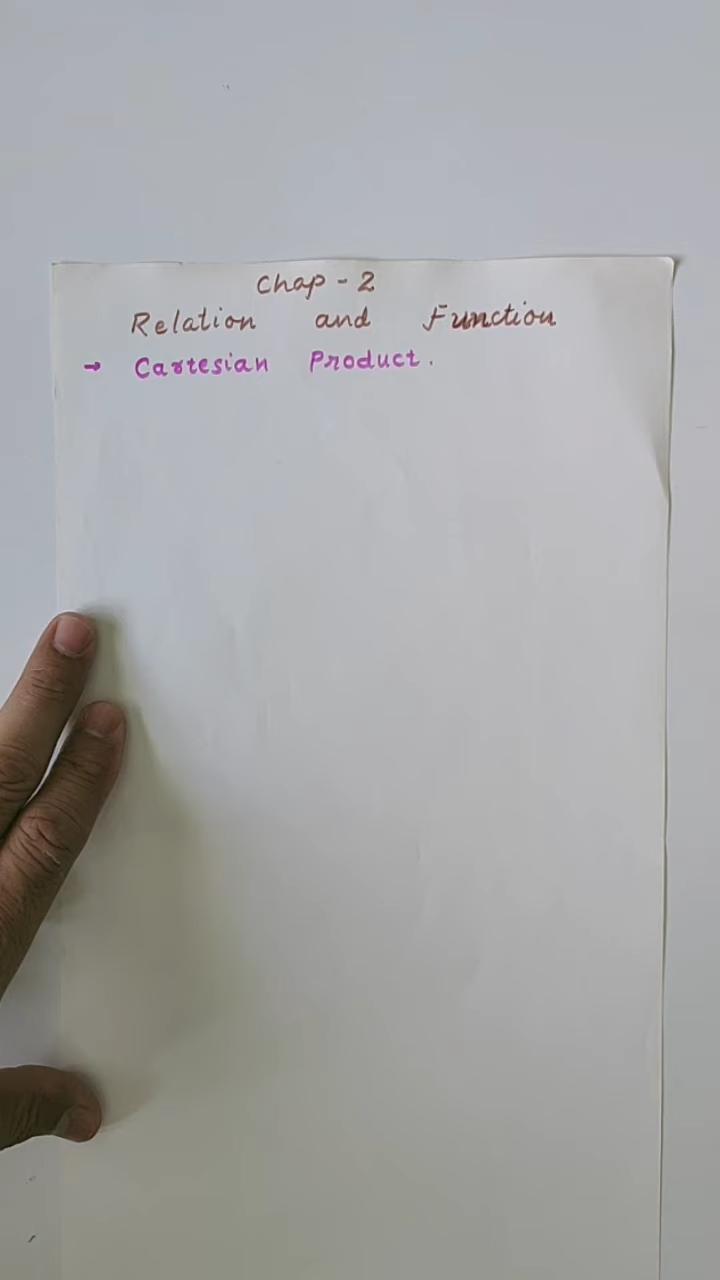 Chap - 2
Relation and Function
→ Cartesian Product.